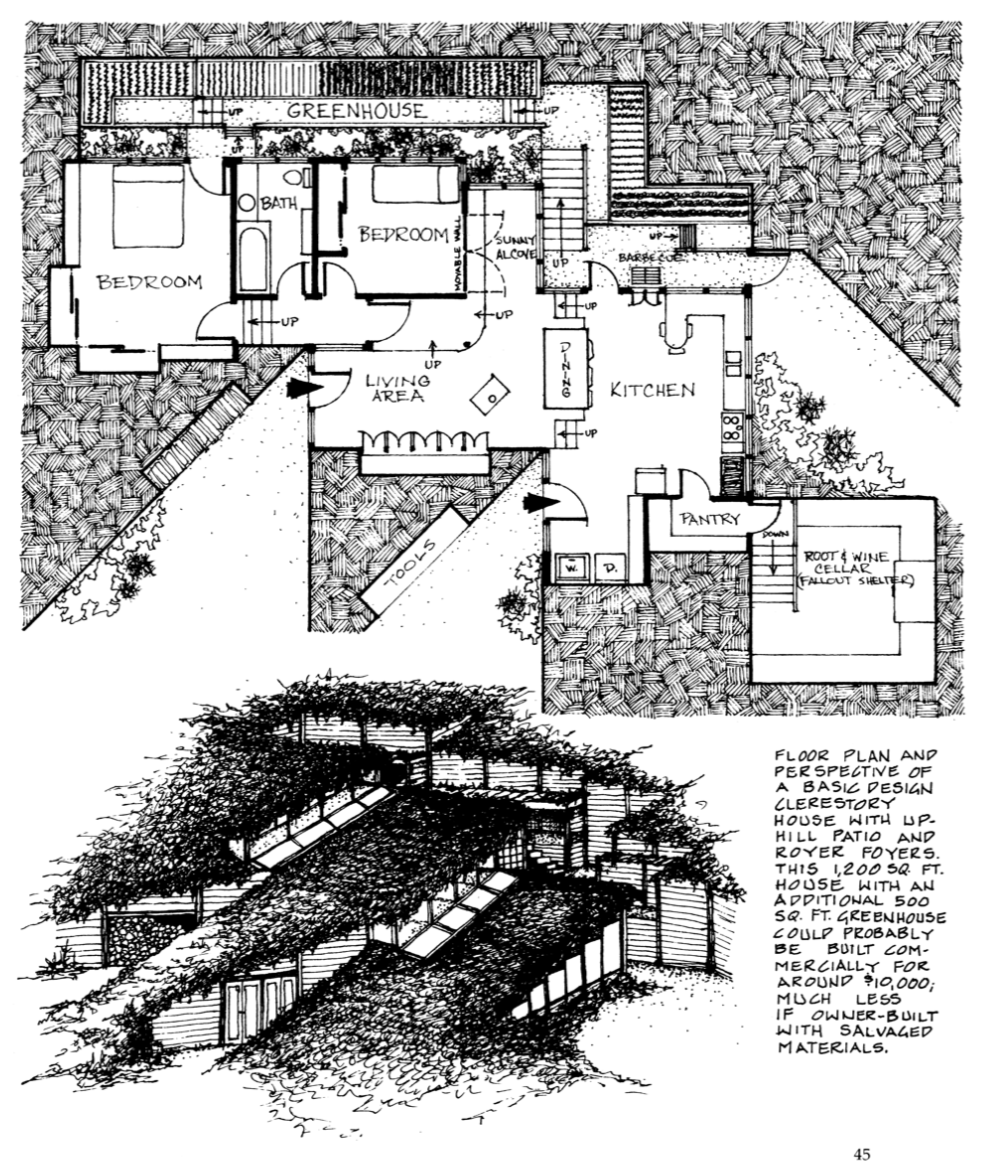 UP
GREENHOUSE
UP
UP
BATH
BEDROOM
MOVABLE WALL
SUNNY
ALCOVE
UP
BARBECUE
UP
BEDROOM
UP
UP
UP
UP
LIVING
AREA
DINING
KITCHEN
UP
TOOLS
PANTRY
W.
D.
DOWN
ROOT & WINE
CELLAR
(FALLOUT SHELTER)
FLOOR PLAN AND
PERSPECTIVE OF
A BASIC DESIGN
CLERESTORY
HOUSE WITH UP-
HILL PATIO AND
ROYER FOYERS.
THIS 1,200 SQ. FT.
HOUSE WITH AN
ADDITIONAL 500
SQ. FT. GREENHOUSE
COULD PROBABLY
BE BUILT COM-
MERCIALLY FOR
AROUND $10,000;
MUCH LESS
IF OWNER-BUILT
WITH SALVAGED
MATERIALS.
45